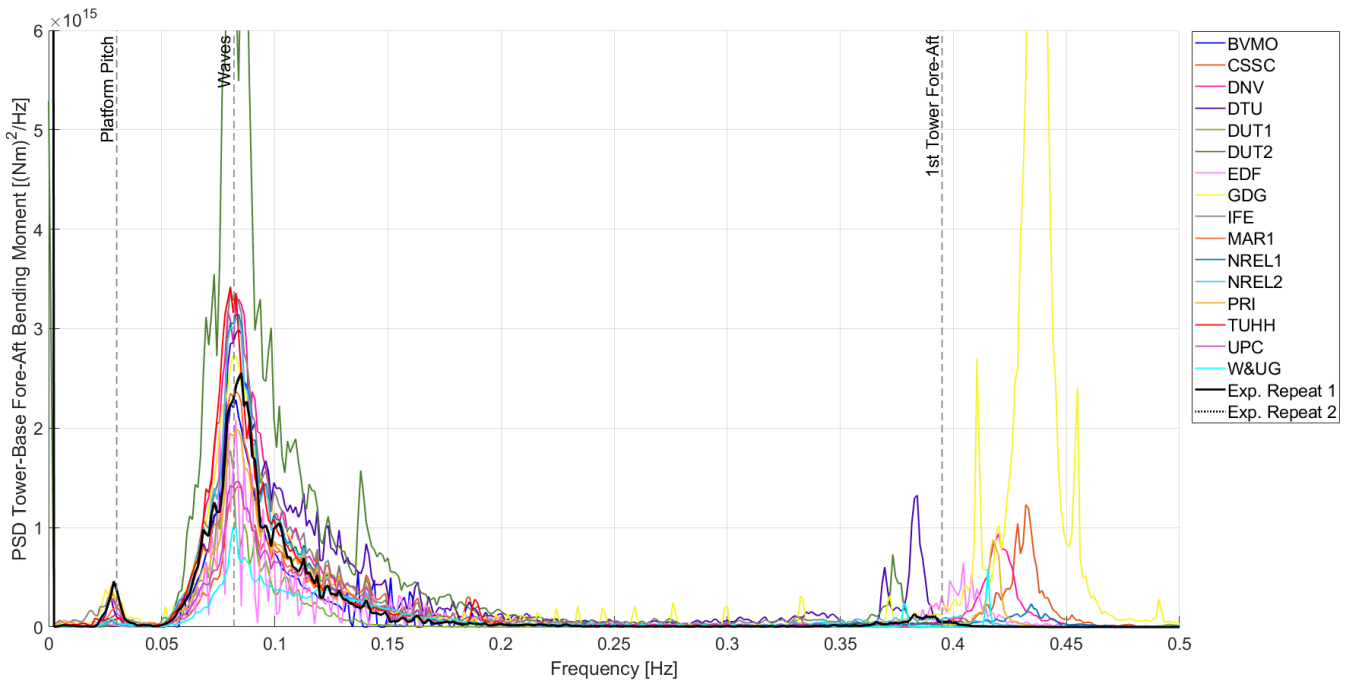 ×10^15
6
5
4
3
2
1
0
PSD Tower-Base Fore-Aft Bending Moment [(Nm)^2/Hz]
Platform Pitch
Waves
1st Tower Fore-Aft
0 0.05 0.1 0.15 0.2 0.25 0.3 0.35 0.4 0.45 0.5
Frequency [Hz]
BVMO
CSSC
DNV
DTU
DUT1
DUT2
EDF
GDG
IFE
MAR1
NREL1
NREL2
PRI
TUHH
UPC
W&UG
Exp. Repeat 1
Exp. Repeat 2